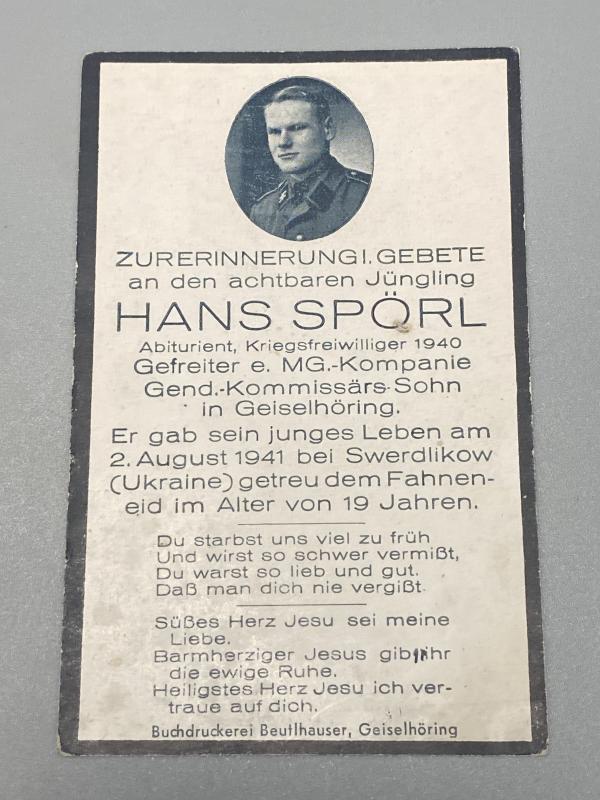 ZUR ERINNERUNG I. GEBETE
an den achtbaren Jüngling
HANS SPÖRL
Abiturient, Kriegsfreiwilliger 1940
Gefreiter e. MG.-Kompanie
Gend.-Kommissärs-Sohn
in Geiselhöring.
Er gab sein junges Leben am
2. August 1941 bei Swerdlikow
(Ukraine) getreu dem Fahnen-
eid im Alter von 19 Jahren.
Du starbst uns viel zu früh
Und wirst so schwer vermißt,
Du warst so lieb und gut.
Daß man dich nie vergißt.
Süßes Herz Jesu sei meine
Liebe.
Barmherziger Jesus gib ihr
die ewige Ruhe.
Heiligstes Herz Jesu ich ver-
traue auf dich.
Buchdruckerei Beutlhauser, Geiselhöring